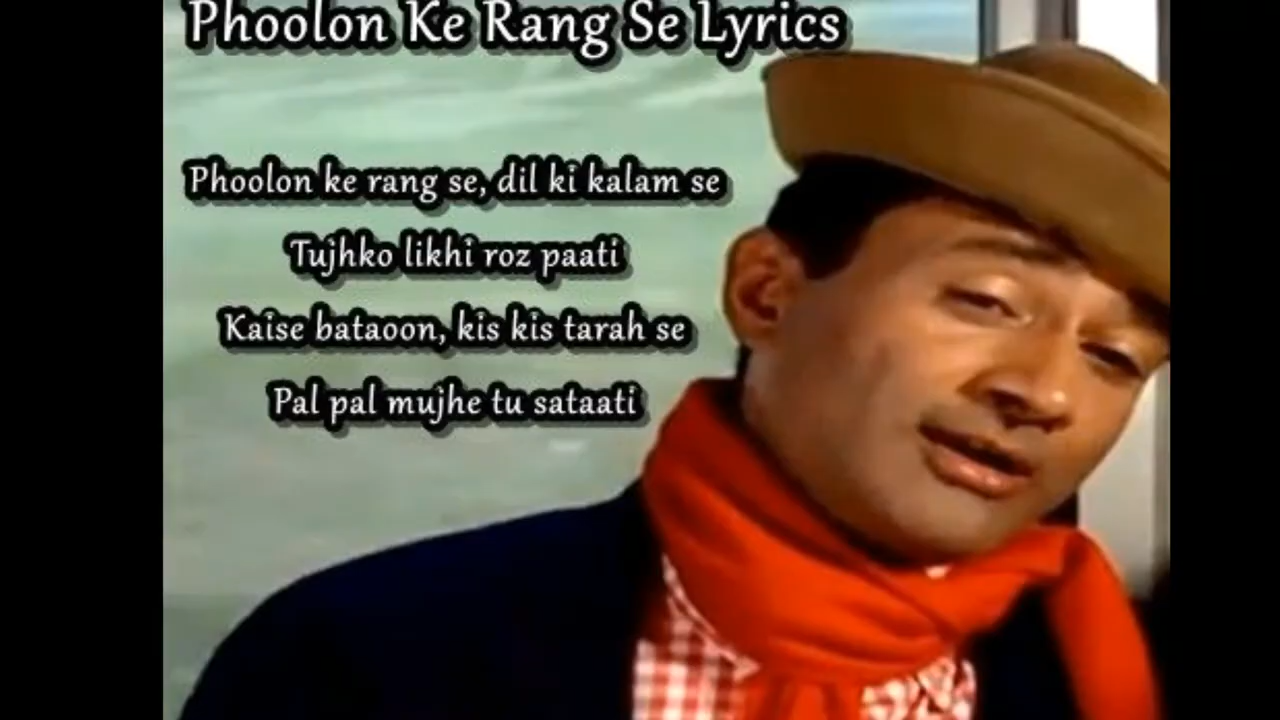 Phoolon Ke Rang Se Lyrics
Phoolon ke rang se, dil ki kalam se
Tujhko likhi roz paati
Kaise bataoon, kis kis tarah se
Pal pal mujhe tu sataati